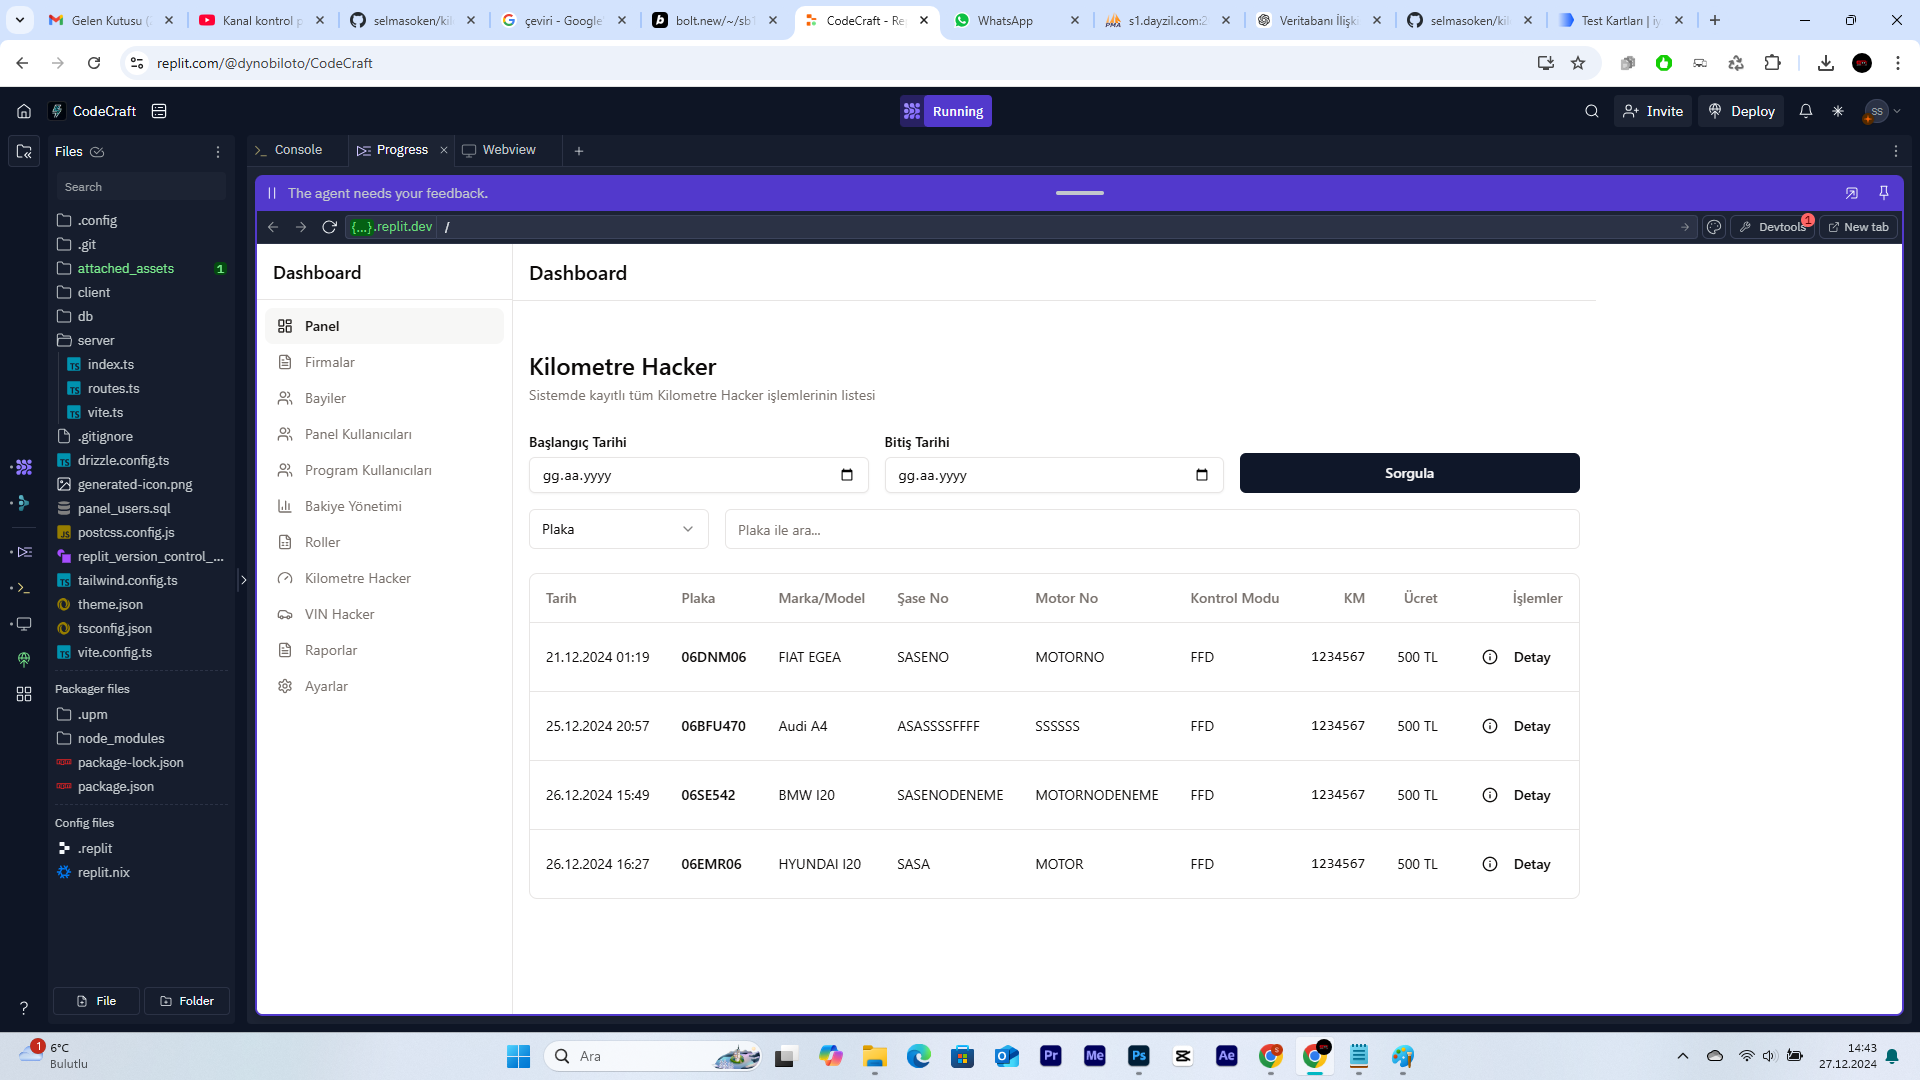 Gelen Kutusu (
Kanal kontrol p
selmasoken/kil
çeviri - Google'
bolt.new/~/sb1
CodeCraft - Re
WhatsApp
s1.dayzil.com:2
Veritabanı İlişki
selmasoken/kil
Test Kartları | iy
replit.com/@dynobiloto/CodeCraft
CodeCraft
Running
Invite
Deploy
SS
Files
Console
Progress
Webview
Search
The agent needs your feedback.
{...}.replit.dev /
Devtools 1
New tab
.config
.git
attached_assets 1
client
db
server
index.ts
routes.ts
vite.ts
.gitignore
drizzle.config.ts
generated-icon.png
panel_users.sql
postcss.config.js
replit_version_control_...
tailwind.config.ts
theme.json
tsconfig.json
vite.config.ts
Packager files
.upm
node_modules
package-lock.json
package.json
Config files
.replit
replit.nix
File
Folder
Dashboard
Panel
Firmalar
Bayiler
Panel Kullanıcıları
Program Kullanıcıları
Bakiye Yönetimi
Roller
Kilometre Hacker
VIN Hacker
Raporlar
Ayarlar
Dashboard
Kilometre Hacker
Sistemde kayıtlı tüm Kilometre Hacker işlemlerinin listesi
Başlangıç Tarihi
Bitiş Tarihi
gg.aa.yyyy
gg.aa.yyyy
Sorgula
Plaka
Plaka ile ara...
Tarih Plaka Marka/Model Şase No Motor No Kontrol Modu KM Ücret İşlemler
21.12.2024 01:19 06DNM06 FIAT EGEA SASENO MOTORNO FFD 1234567 500 TL Detay
25.12.2024 20:57 06BFU470 Audi A4 ASASSSSFFFF SSSSSS FFD 1234567 500 TL Detay
26.12.2024 15:49 06SE542 BMW I20 SASENODENEME MOTORNODENEME FFD 1234567 500 TL Detay
26.12.2024 16:27 06EMR06 HYUNDAI I20 SASA MOTOR FFD 1234567 500 TL Detay
1
6°C
Bulutlu
Ara
Pr
Me
Ps
Ae
14:43
27.12.2024